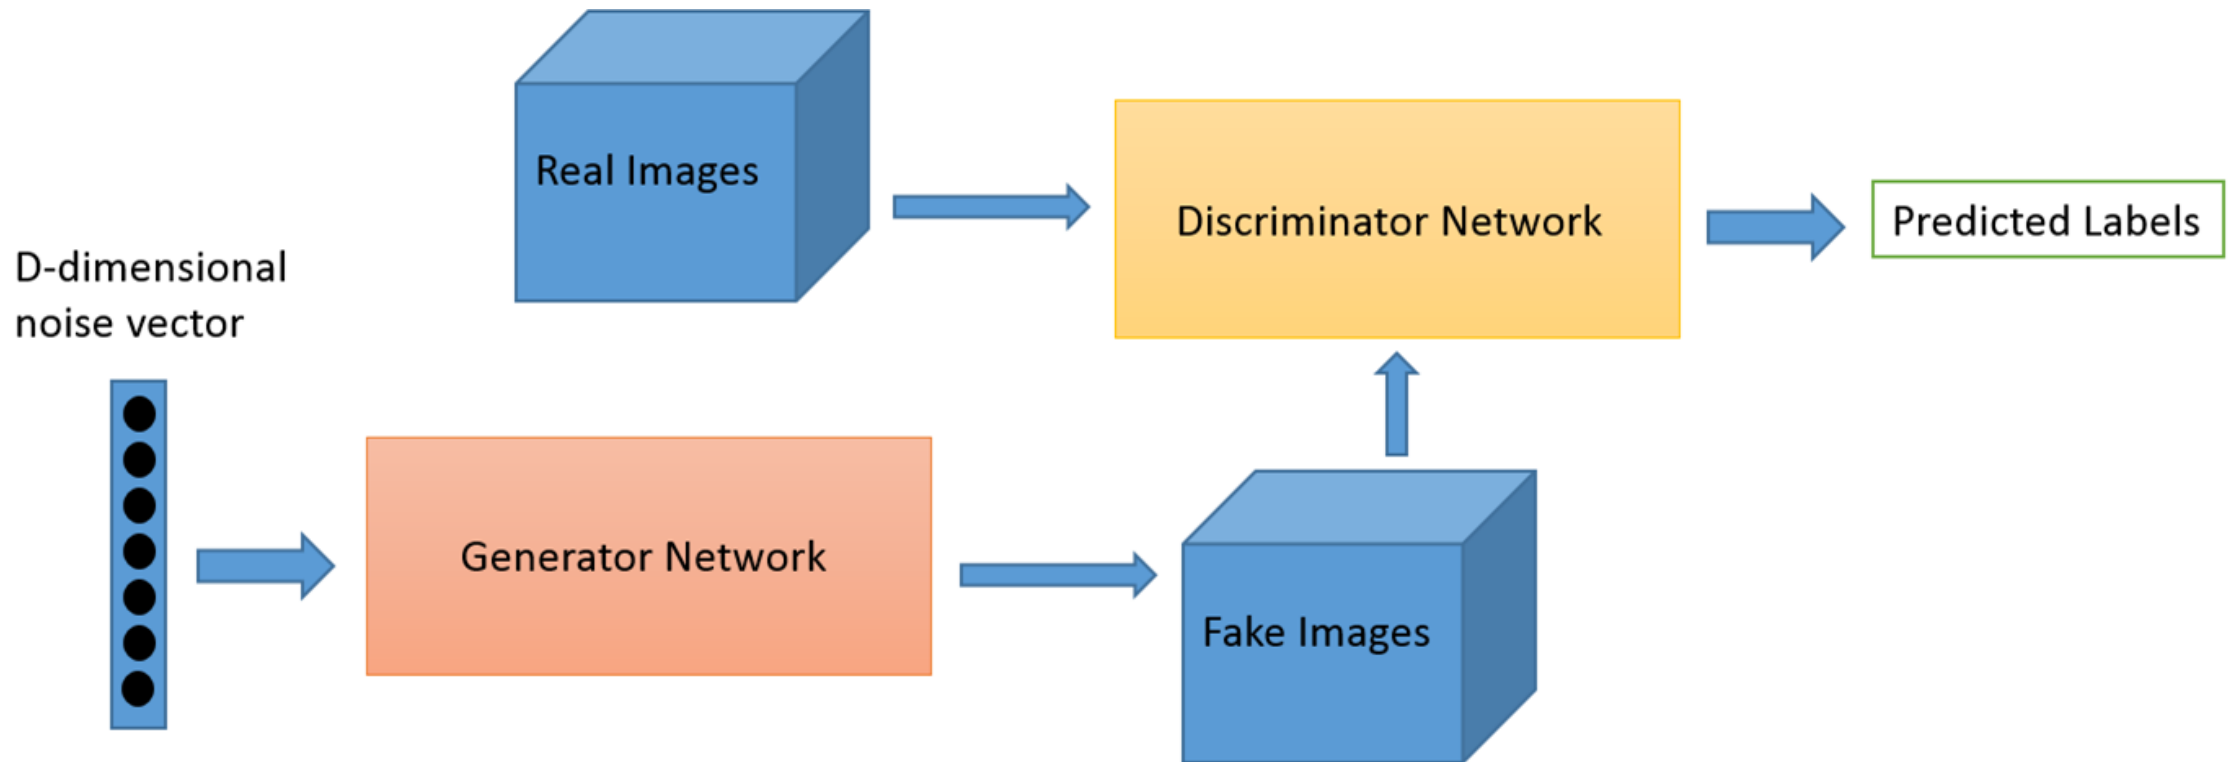 Real Images
Discriminator Network
Predicted Labels
D-dimensional
noise vector
Generator Network
Fake Images